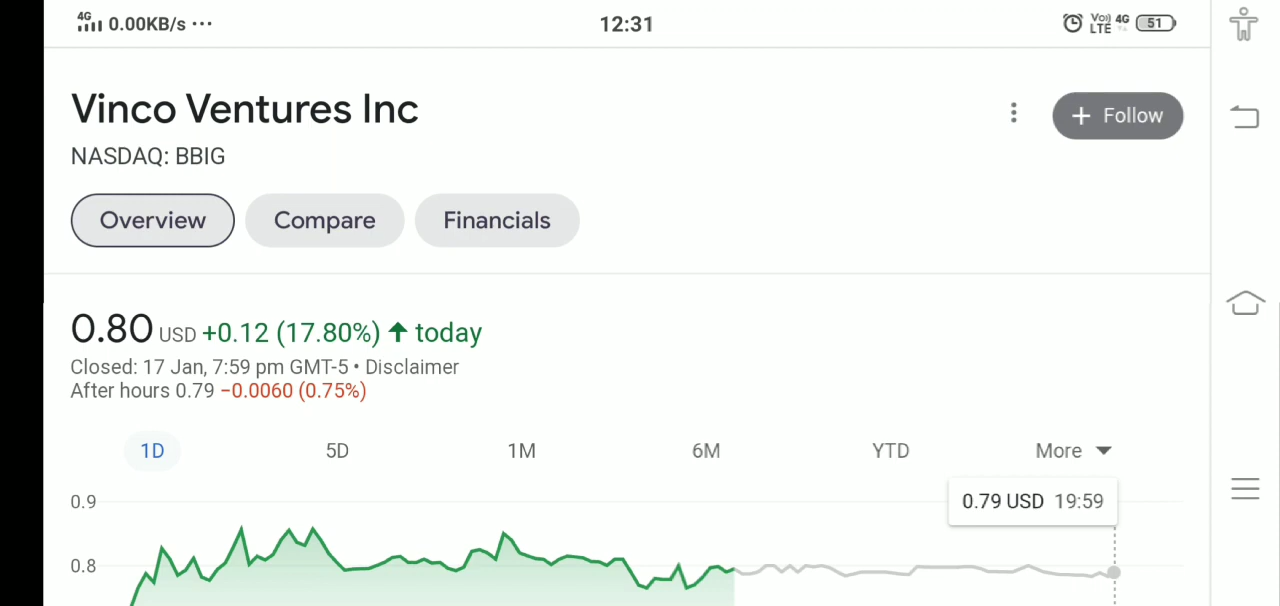 4G 0.00KB/s ··· 12:31 Vo) LTE 4G 51
Vinco Ventures Inc
+ Follow
NASDAQ: BBIG
Overview Compare Financials
0.80 USD +0.12 (17.80%) ↑ today
Closed: 17 Jan, 7:59 pm GMT-5 • Disclaimer
After hours 0.79 −0.0060 (0.75%)
1D 5D 1M 6M YTD More
0.79 USD 19:59
0.9
0.8